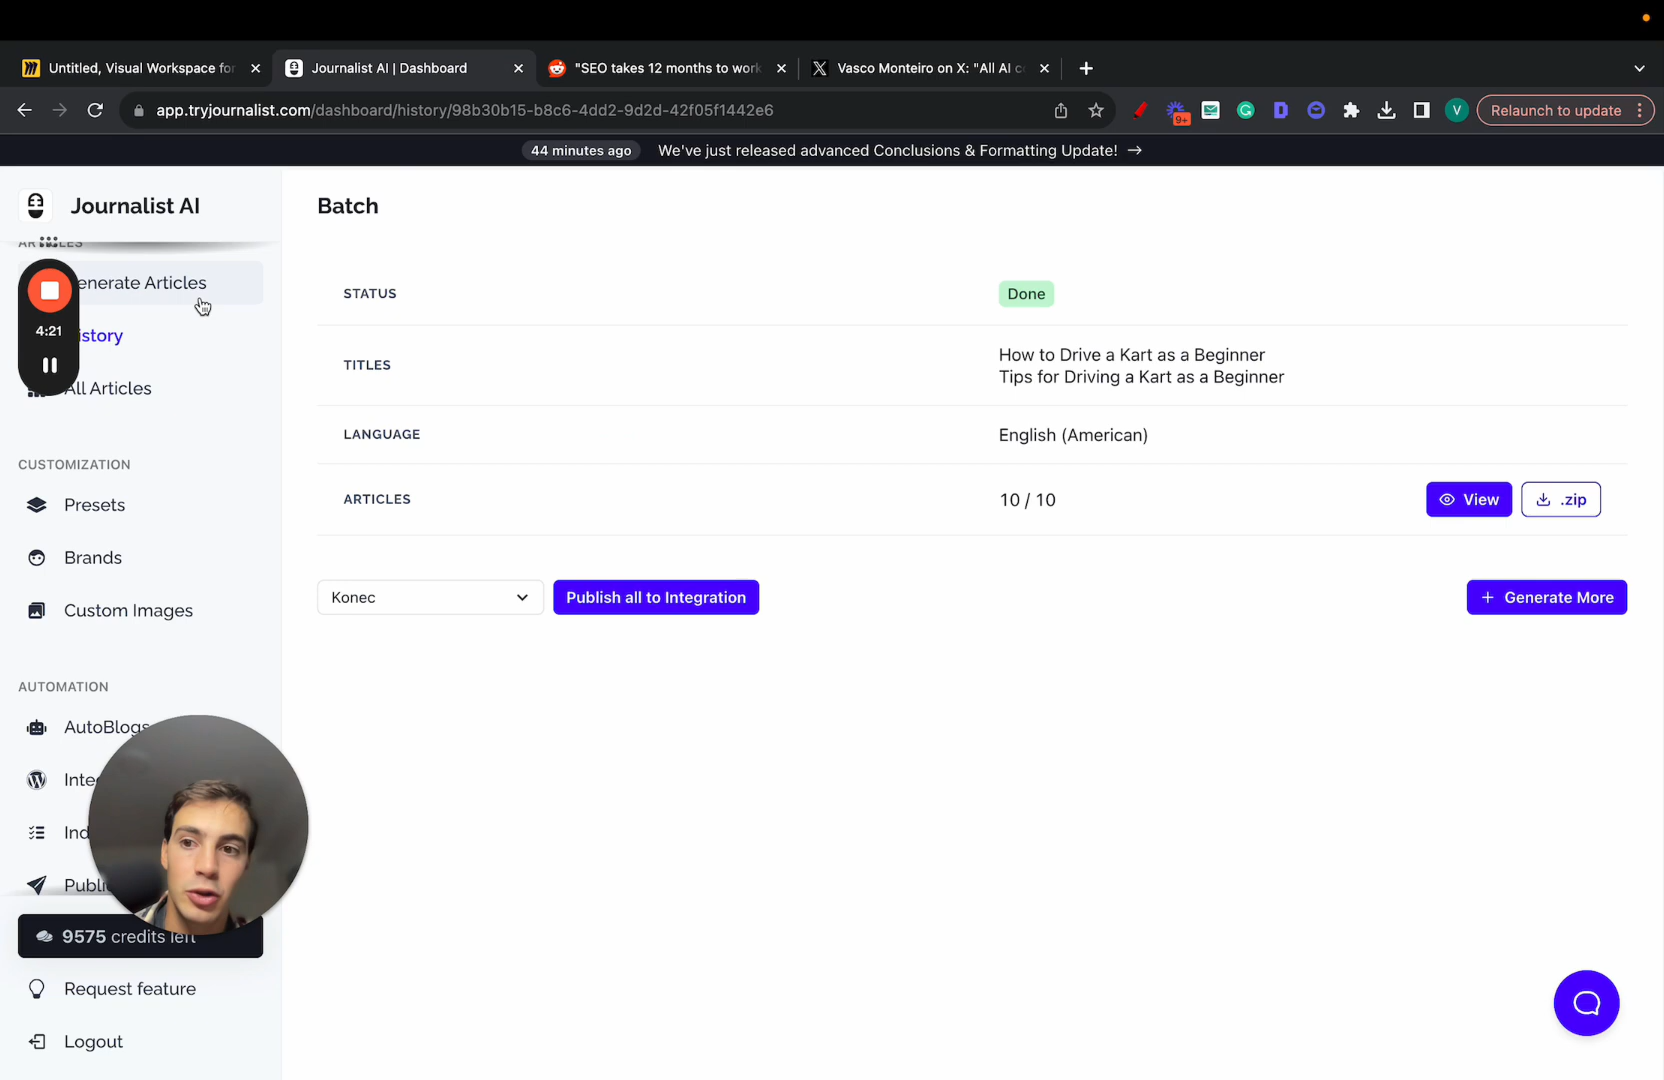 Untitled, Visual Workspace for
Journalist AI | Dashboard
"SEO takes 12 months to work
Vasco Monteiro on X: "All AI co
app.tryjournalist.com/dashboard/history/98b30b15-b8c6-4dd2-9d2d-42f05f1442e6
9+
V
Relaunch to update
44 minutes ago
We've just released advanced Conclusions & Formatting Update! →
Journalist AI
ARTICLES
enerate Articles
4:21
istory
All Articles
CUSTOMIZATION
Presets
Brands
Custom Images
AUTOMATION
AutoBlogs
Inte
Ind
Publi
9575 credits left
Request feature
Logout
Batch
STATUS
Done
TITLES
How to Drive a Kart as a Beginner
Tips for Driving a Kart as a Beginner
LANGUAGE
English (American)
ARTICLES
10 / 10
View
.zip
Konec
Publish all to Integration
+ Generate More